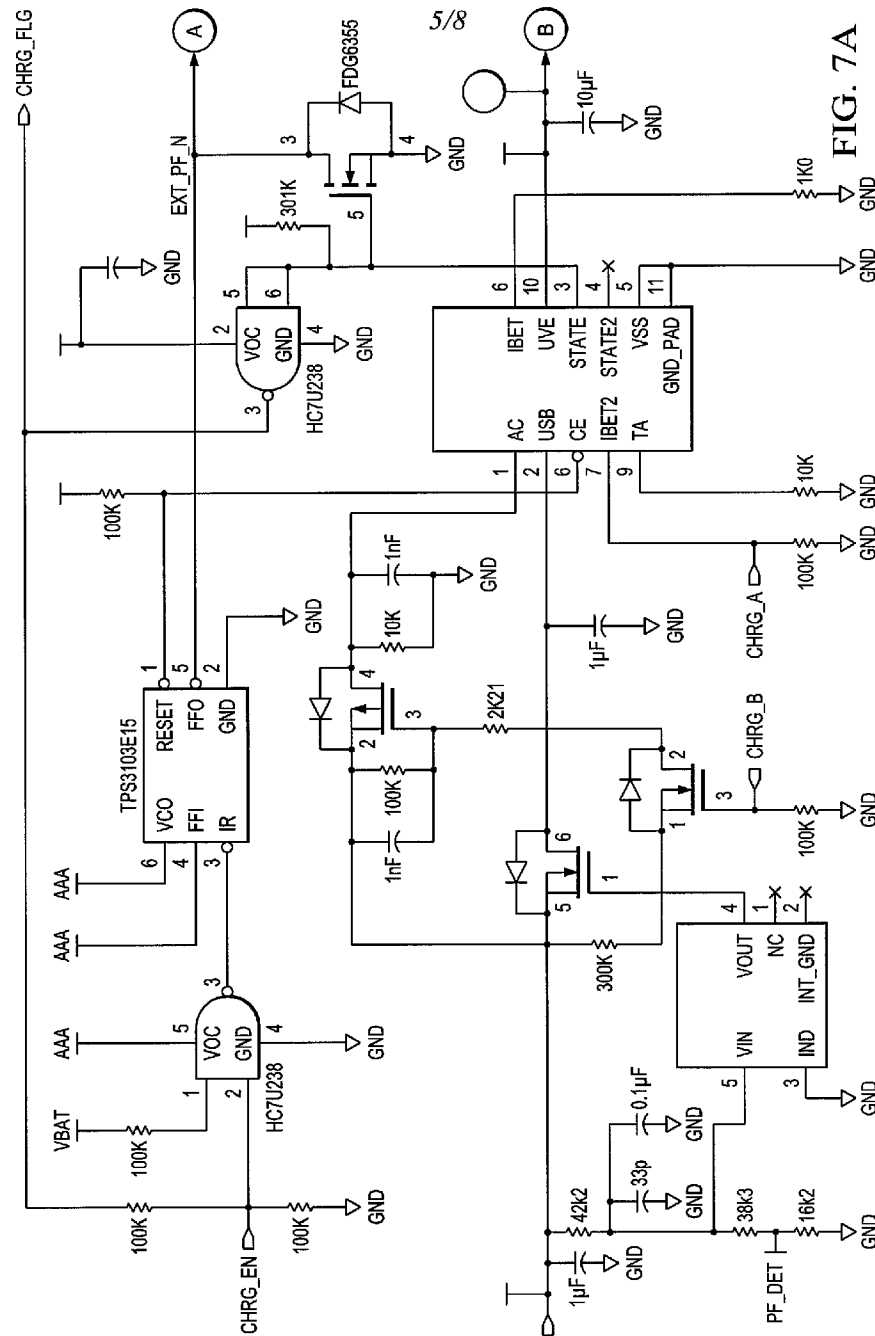 5/8
CHRG_FLG
A
EXT_PF_N
3
FDG6355
4
5
GND
301K
GND
2
VOC
5
GND
6
4
3
GND
HC7U238
100K
TPS3103E15
VCO
RESET
FFI
FFO
IR
GND
6
4
3
1
5
2
GND
AAA
AAA
AAA
VBAT
100K
1
2
5
VOC
GND
4
3
HC7U238
GND
100K
100K
GND
CHRG_EN
B
10µF
GND
1K0
GND
GND
6
10
3
4
5
11
IBET
UVE
STATE
STATE2
VSS
GND_PAD
AC
USB
CE
IBET2
TA
1
2
6
7
9
10K
GND
100K
GND
CHRG_A
1nF
10K
GND
4
2
3
100K
1nF
2K21
1µF
GND
6
5
1
2
1
3
CHRG_B
100K
GND
300K
4
1
2
VOUT
NC
INT_GND
VIN
IND
5
3
GND
0.1µF
GND
33p
GND
42k2
38k3
16k2
GND
PF_DET
1µF
GND
FIG. 7A